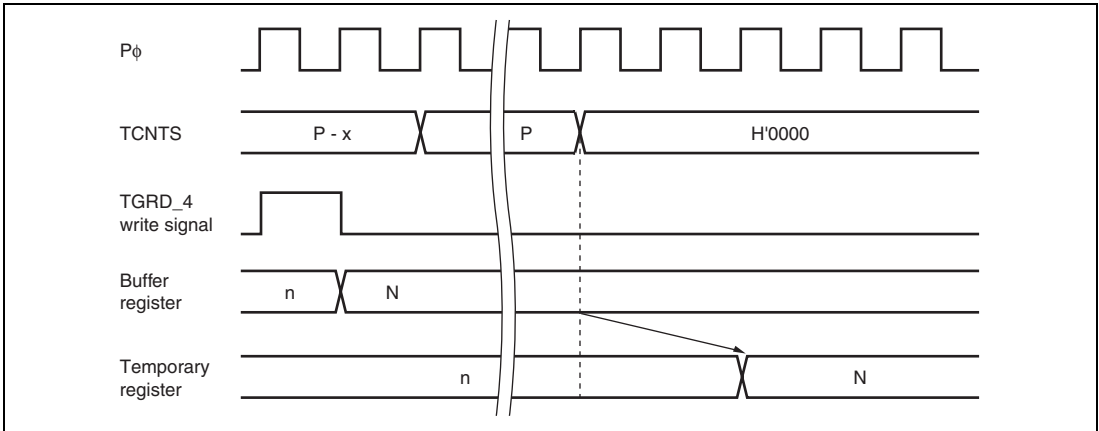 Pϕ
TCNTS
P - x
P
H'0000
TGRD_4
write signal
Buffer
register
n
N
Temporary
register
n
N